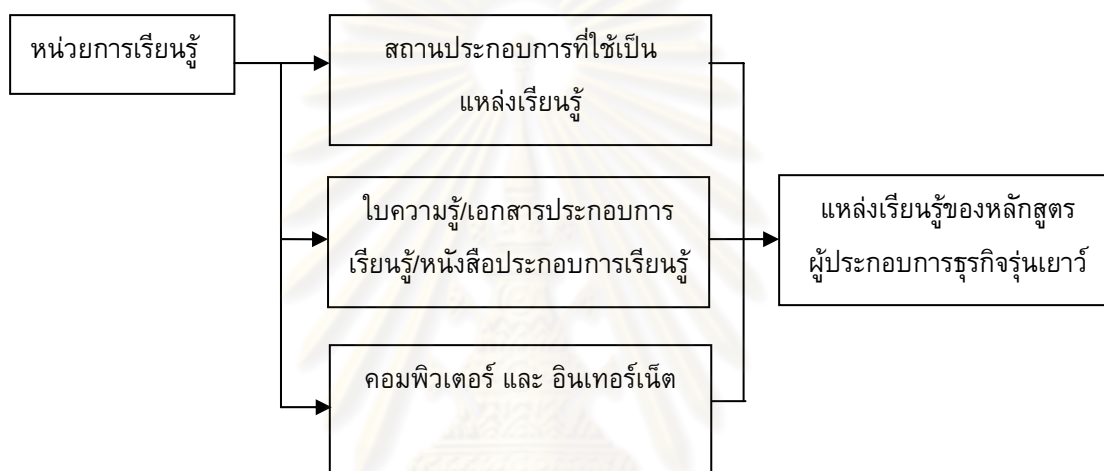 หน่วยการเรียนรู้
สถานประกอบการที่ใช้เป็น
แหล่งเรียนรู้
ใบความรู้/เอกสารประกอบการ
เรียนรู้/หนังสือประกอบการเรียนรู้
คอมพิวเตอร์ และ อินเทอร์เน็ต
แหล่งเรียนรู้ของหลักสูตร
ผู้ประกอบการธุรกิจรุ่นเยาว์